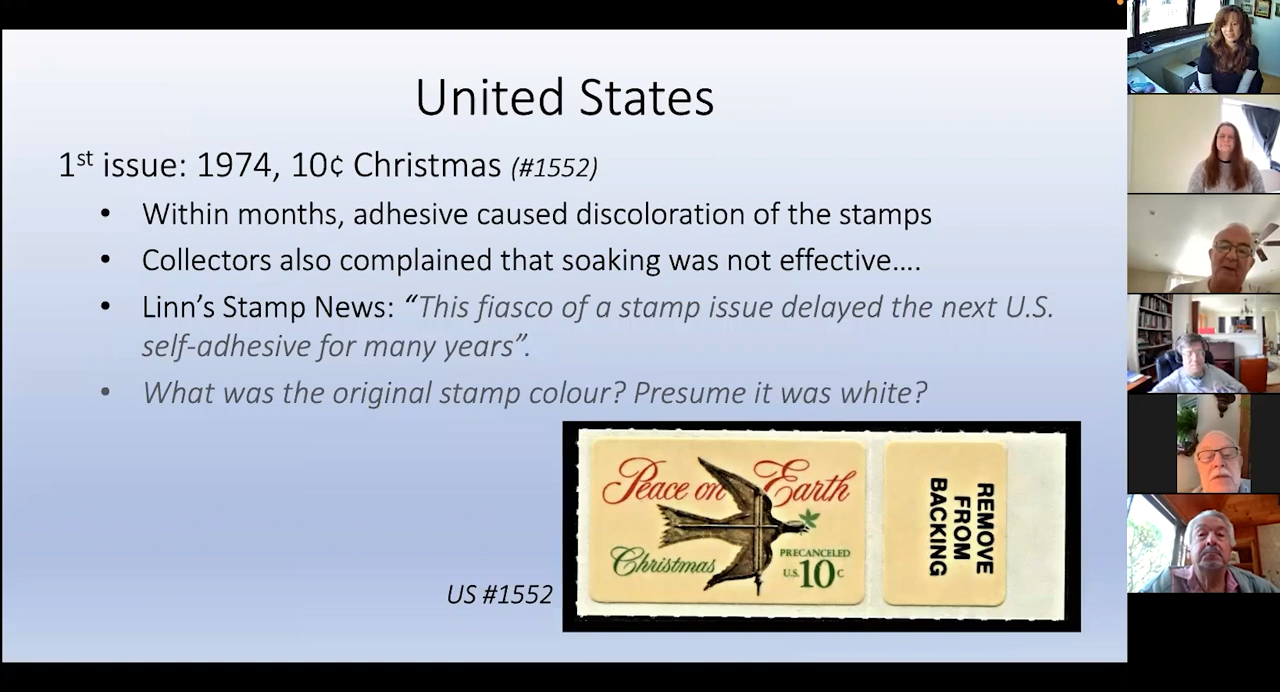 United States
1st issue: 1974, 10¢ Christmas (#1552)
• Within months, adhesive caused discoloration of the stamps
• Collectors also complained that soaking was not effective….
• Linn’s Stamp News: “This fiasco of a stamp issue delayed the next U.S.
self-adhesive for many years”.
• What was the original stamp colour? Presume it was white?
Peace on Earth
Christmas
PRECANCELED
U.S. 10 C
REMOVE
FROM
BACKING
US #1552